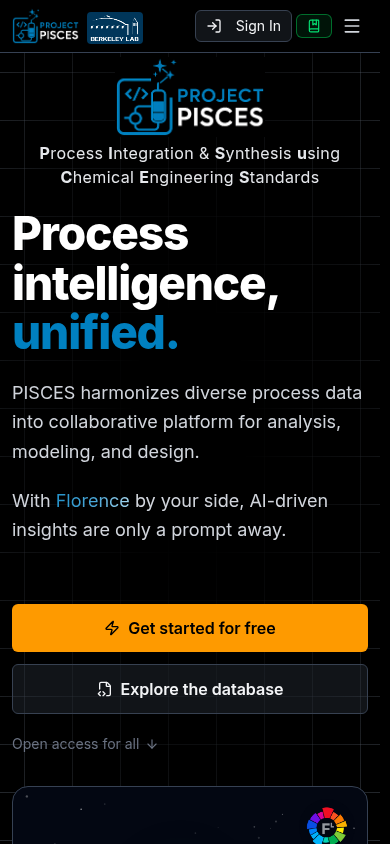 PROJECT
PISCES
BERKELEY LAB
Sign In
PROJECT
PISCES
Process Integration & Synthesis using
Chemical Engineering Standards
Process
intelligence,
unified.
PISCES harmonizes diverse process data
into collaborative platform for analysis,
modeling, and design.
With Florence by your side, AI-driven
insights are only a prompt away.
Get started for free
Explore the database
Open access for all